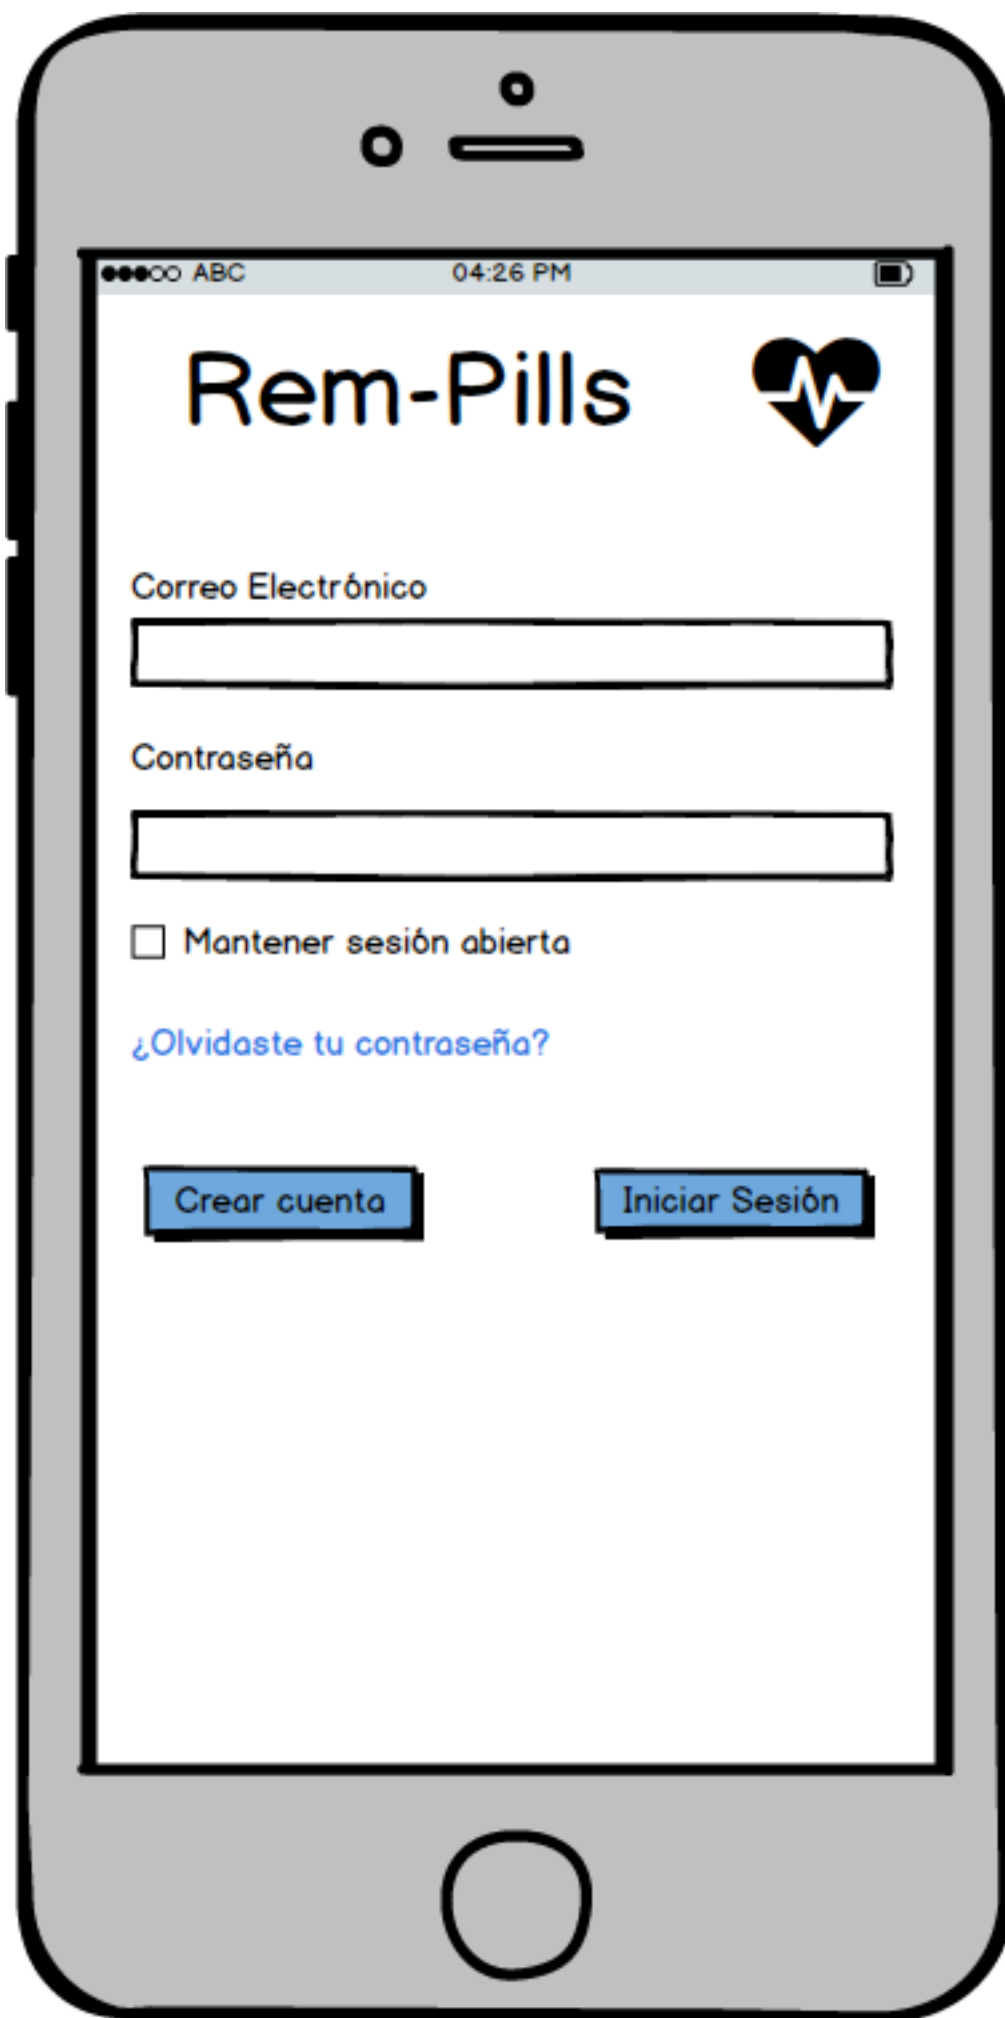 ABC 04:26 PM
Rem-Pills
Correo Electrónico
Contraseña
Mantener sesión abierta
¿Olvidaste tu contraseña?
Crear cuenta Iniciar Sesión